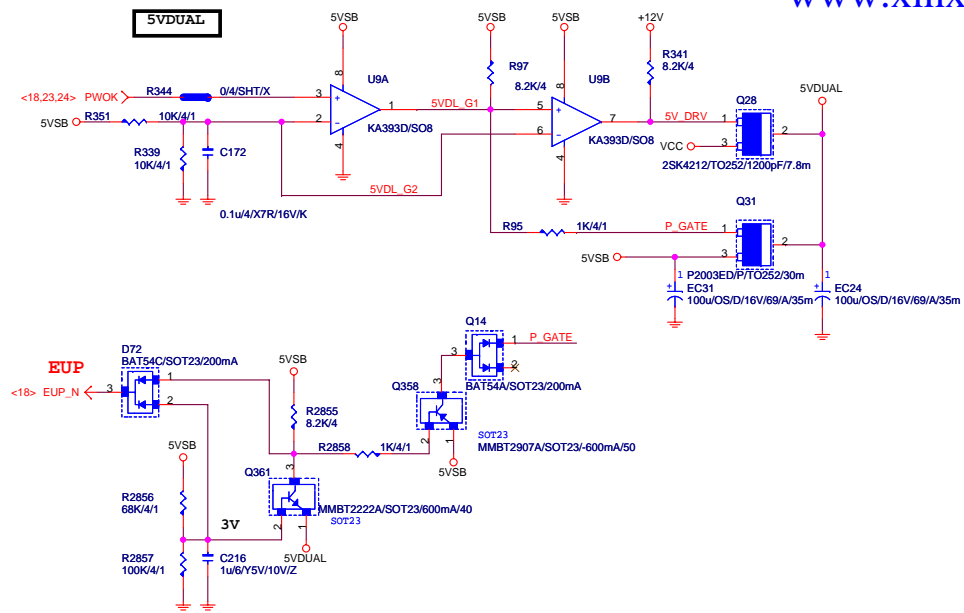 5VDUAL
www.xinx
5VSB
5VSB
5VSB
+12V
8
U9A
R97
8.2K/4
8
U9B
R341
8.2K/4
<18,23,24> PWOK
R344
0/4/SHT/X
3
+
1
5VDL_G1
5
+
7
5V_DRV
Q28
5VDUAL
5VSB
R351
10K/4/1
2
-
KA393D/SO8
6
-
KA393D/SO8
1
2
VCC
3
4
4
2SK4212/TO252/1200pF/7.8m
R339
10K/4/1
C172
5VDL_G2
0.1u/4/X7R/16V/K
R95
1K/4/1
P_GATE
Q31
1
2
5VSB
3
P2003ED/P/TO252/30m
1
+
EC31
100u/OS/D/16V/69/A/35m
1
+
EC24
100u/OS/D/16V/69/A/35m
Q14
P_GATE
1
3
2
BAT54A/SOT23/200mA
D72
BAT54C/SOT23/200mA
EUP
<18> EUP_N
3
1
2
5VSB
R2855
8.2K/4
Q358
3
2
1
SOT23
MMBT2907A/SOT23/-600mA/50
5VSB
R2858
1K/4/1
5VSB
R2856
68K/4/1
Q361
3
MMBT2222A/SOT23/600mA/40
SOT23
2
1
3V
5VDUAL
R2857
100K/4/1
C216
1u/6/Y5V/10V/Z